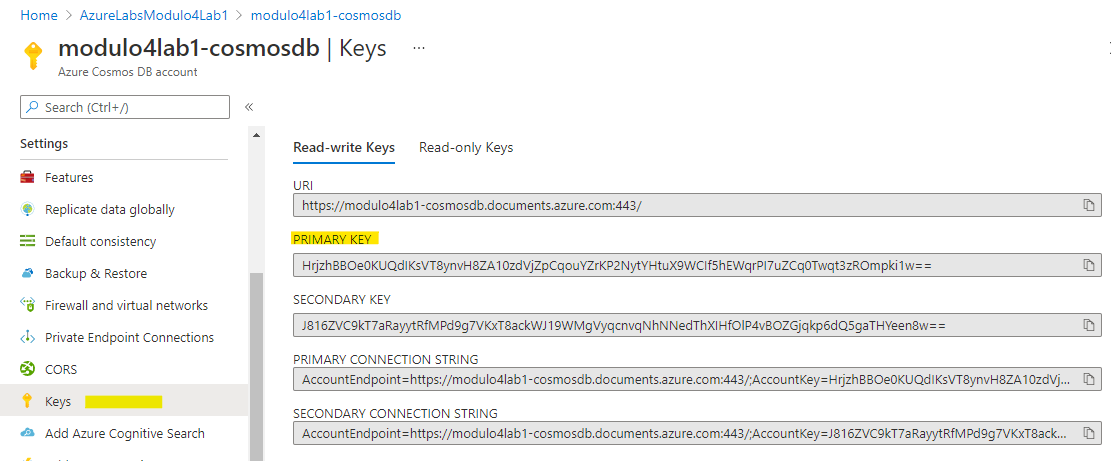 Home > AzureLabsModulo4Lab1 > modulo4lab1-cosmosdb
modulo4lab1-cosmosdb | Keys ...
Azure Cosmos DB account
Search (Ctrl+/) «
Settings
Features
Replicate data globally
Default consistency
Backup & Restore
Firewall and virtual networks
Private Endpoint Connections
CORS
Keys
Add Azure Cognitive Search
Read-write Keys Read-only Keys
URI
https://modulo4lab1-cosmosdb.documents.azure.com:443/
PRIMARY KEY
HrjzhBBOe0KUQdIKsVT8ynvH8ZA10zdVjZpCqouYZrKP2NytYHtuX9WCIf5hEWqrPI7uZCq0Twqt3zROmpki1w==
SECONDARY KEY
J816ZVC9kT7aRayytRfMPd9g7VKxT8ackWJ19WMgVyqcnvqNhNNedThXIHfOlP4vBOZGjqkp6dQ5gaTHYeen8w==
PRIMARY CONNECTION STRING
AccountEndpoint=https://modulo4lab1-cosmosdb.documents.azure.com:443/;AccountKey=HrjzhBBOe0KUQdIKsVT8ynvH8ZA10zdVj...
SECONDARY CONNECTION STRING
AccountEndpoint=https://modulo4lab1-cosmosdb.documents.azure.com:443/;AccountKey=J816ZVC9kT7aRayytRfMPd9g7VKxT8ack...